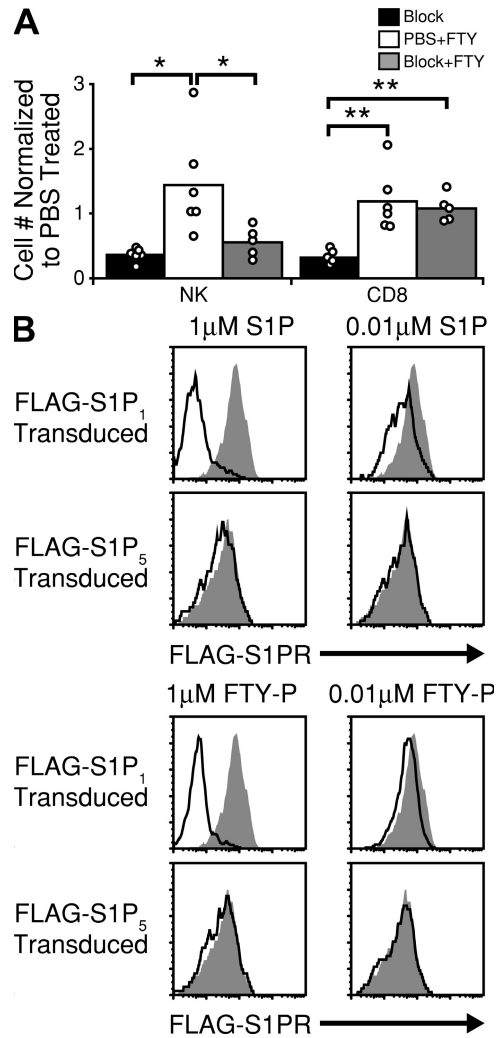 A
Block
PBS+FTY
Block+FTY
Cell # Normalized
to PBS Treated
3
2
1
0
* *
**
**
NK CD8
B
1μM S1P 0.01μM S1P
FLAG-S1P1
Transduced
FLAG-S1P5
Transduced
FLAG-S1PR
1μM FTY-P 0.01μM FTY-P
FLAG-S1P1
Transduced
FLAG-S1P5
Transduced
FLAG-S1PR